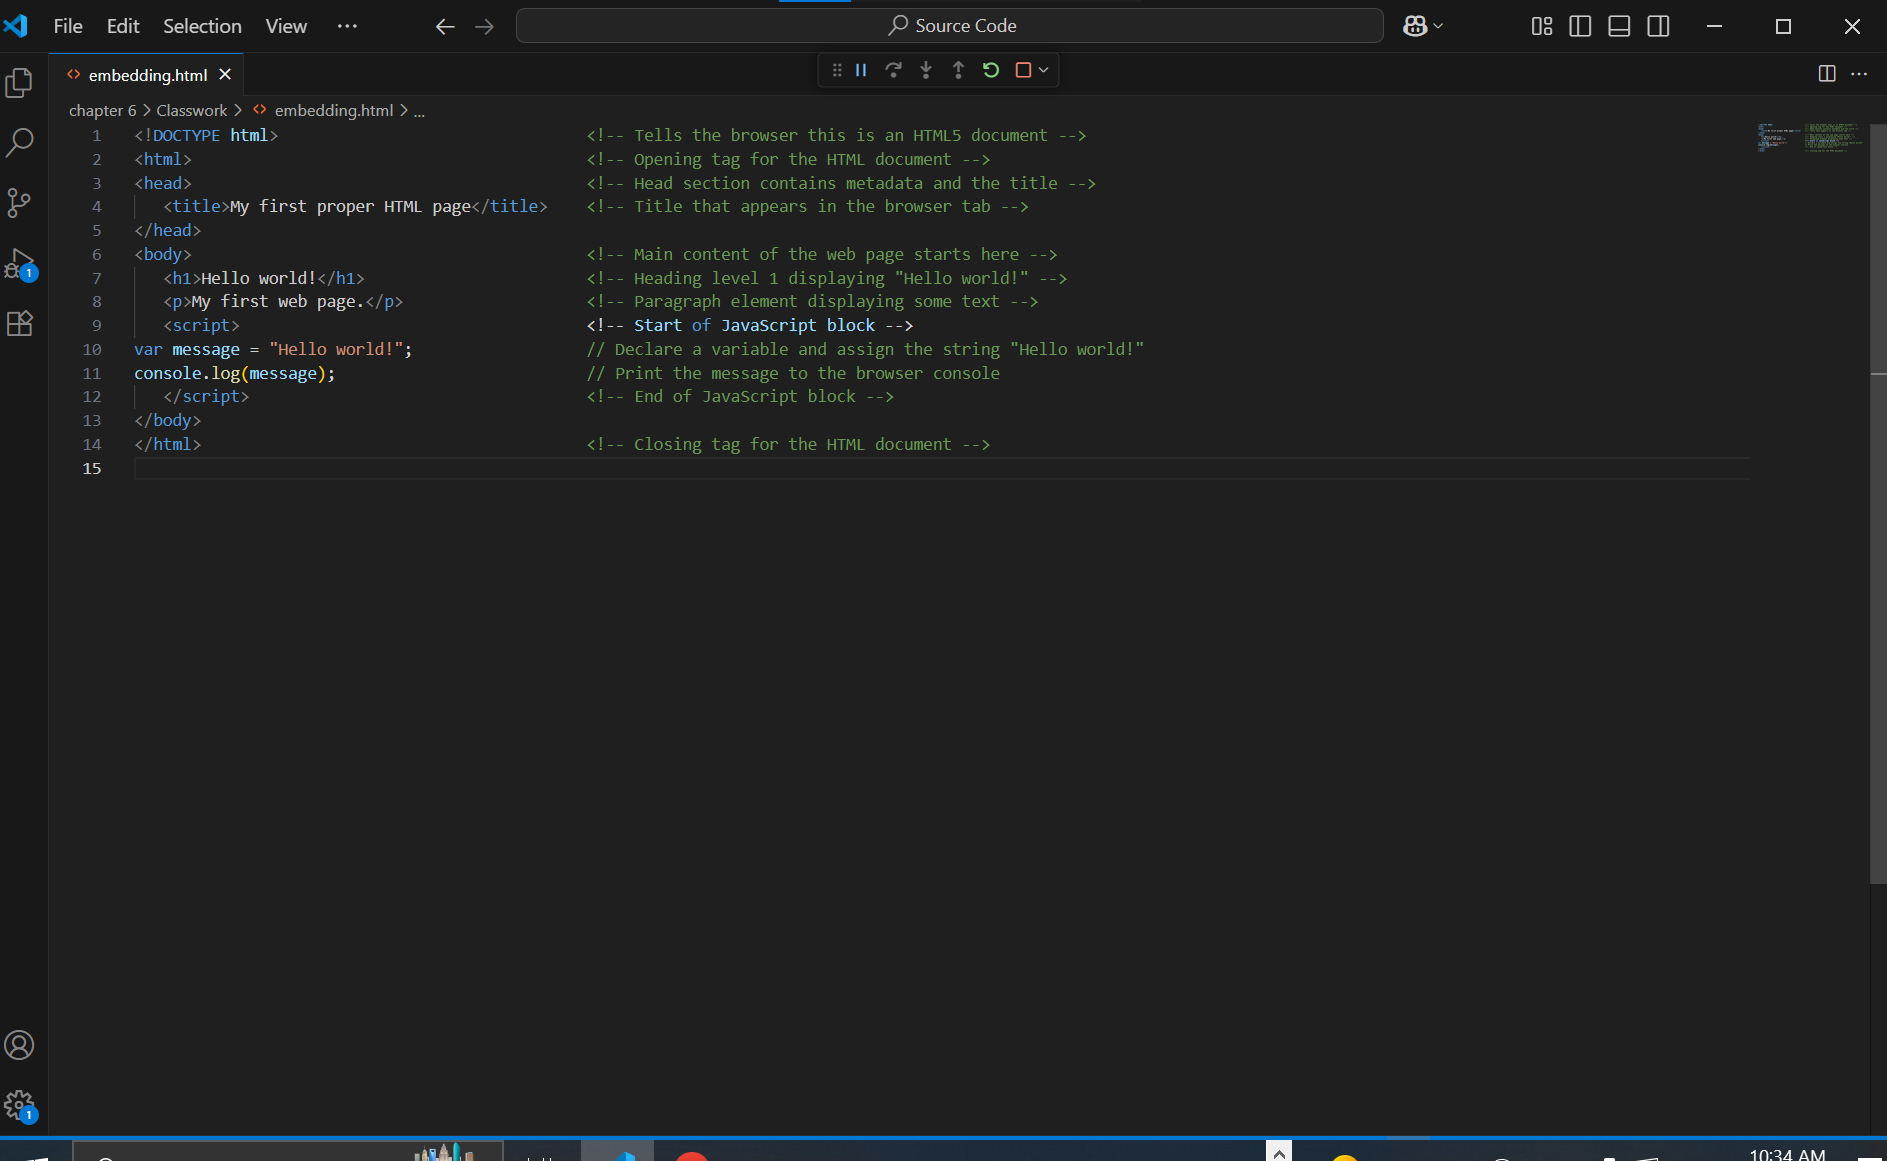 File Edit Selection View ··· Source Code
embedding.html
chapter 6 > Classwork > embedding.html > ...
1 <!DOCTYPE html> <!-- Tells the browser this is an HTML5 document -->
2 <html> <!-- Opening tag for the HTML document -->
3 <head> <!-- Head section contains metadata and the title -->
4 <title>My first proper HTML page</title> <!-- Title that appears in the browser tab -->
5 </head>
6 <body> <!-- Main content of the web page starts here -->
7 <h1>Hello world!</h1> <!-- Heading level 1 displaying "Hello world!" -->
8 <p>My first web page.</p> <!-- Paragraph element displaying some text -->
9 <script> <!-- Start of JavaScript block -->
10 var message = "Hello world!"; // Declare a variable and assign the string "Hello world!"
11 console.log(message); // Print the message to the browser console
12 </script> <!-- End of JavaScript block -->
13 </body>
14 </html> <!-- Closing tag for the HTML document -->
15
1
1
10:34 AM